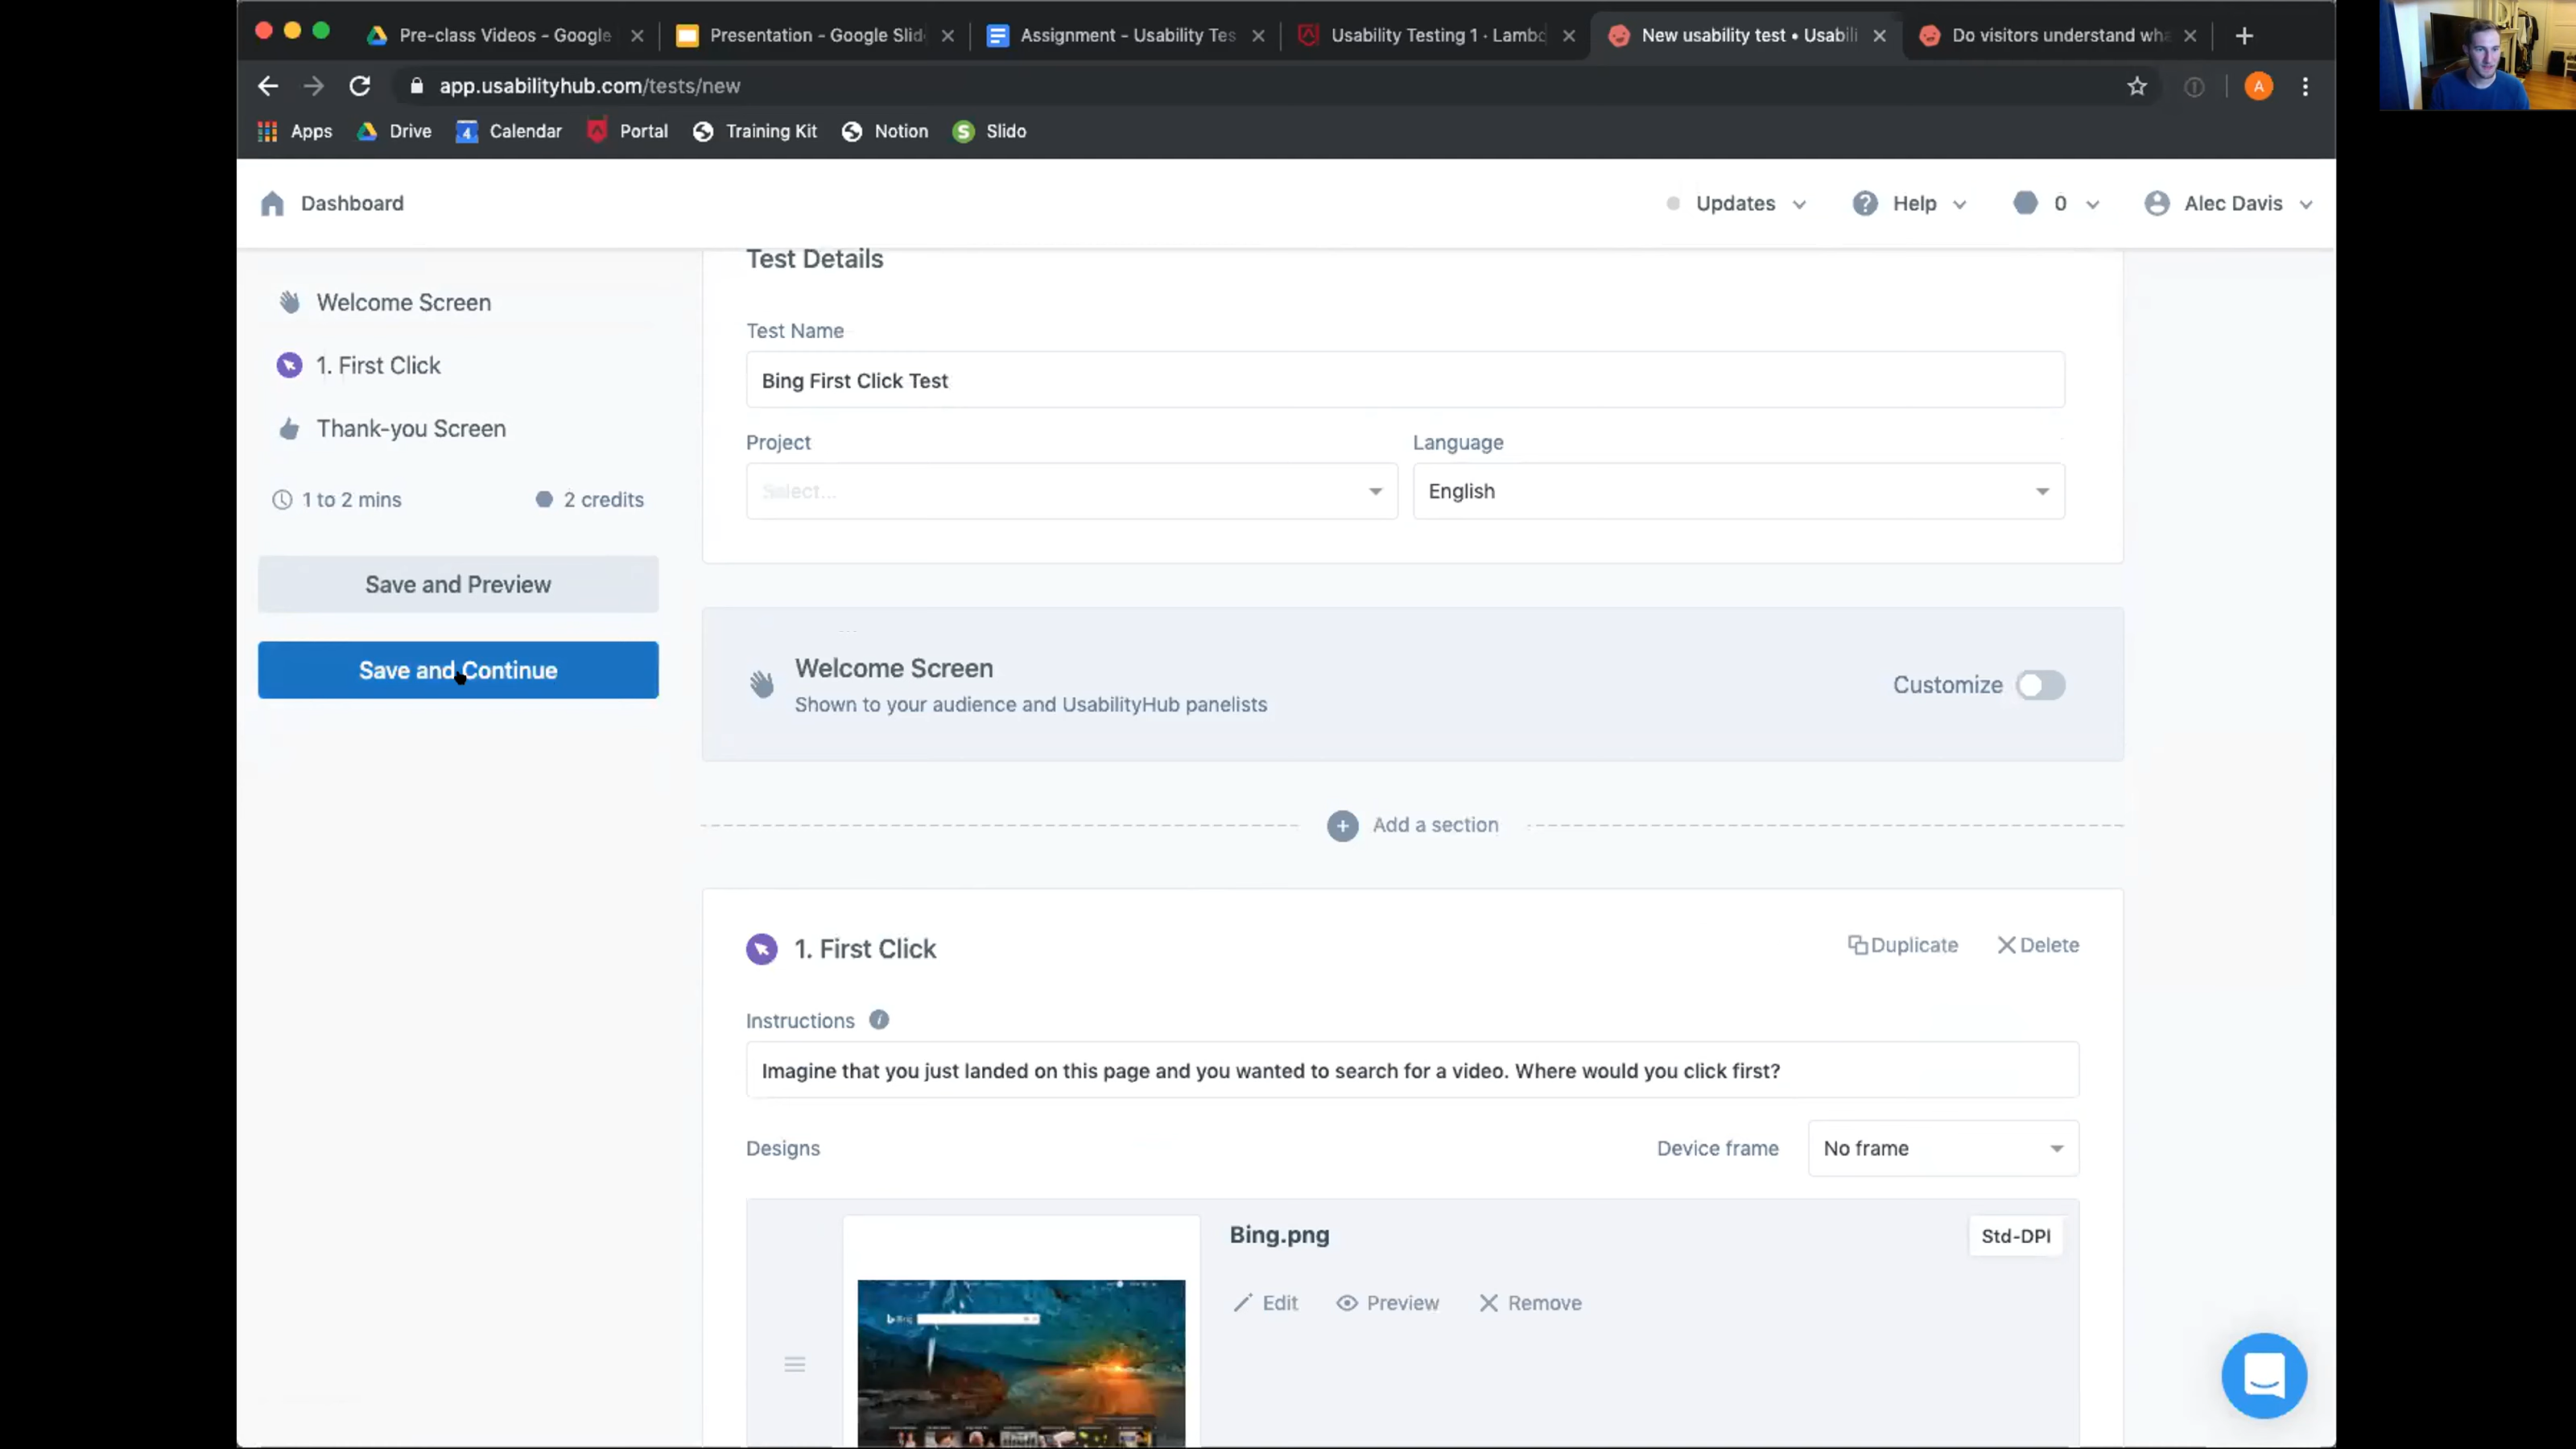 Pre-class Videos - Google
Presentation - Google Slid
Assignment - Usability Tes
Usability Testing 1 · Lambd
New usability test • Usabili
Do visitors understand wha
app.usabilityhub.com/tests/new
A
Apps
Drive
4
Calendar
Portal
Training Kit
Notion
S
Slido
Dashboard
Updates
? Help
0
Alec Davis
Test Details
Welcome Screen
1. First Click
Thank-you Screen
1 to 2 mins
2 credits
Save and Preview
Save and Continue
Test Name
Bing First Click Test
Project
Language
Select...
English
Welcome Screen
Shown to your audience and UsabilityHub panelists
Customize
Add a section
1. First Click
Duplicate
Delete
Instructions
Imagine that you just landed on this page and you wanted to search for a video. Where would you click first?
Designs
Device frame
No frame
Bing.png
Std-DPI
Edit
Preview
Remove